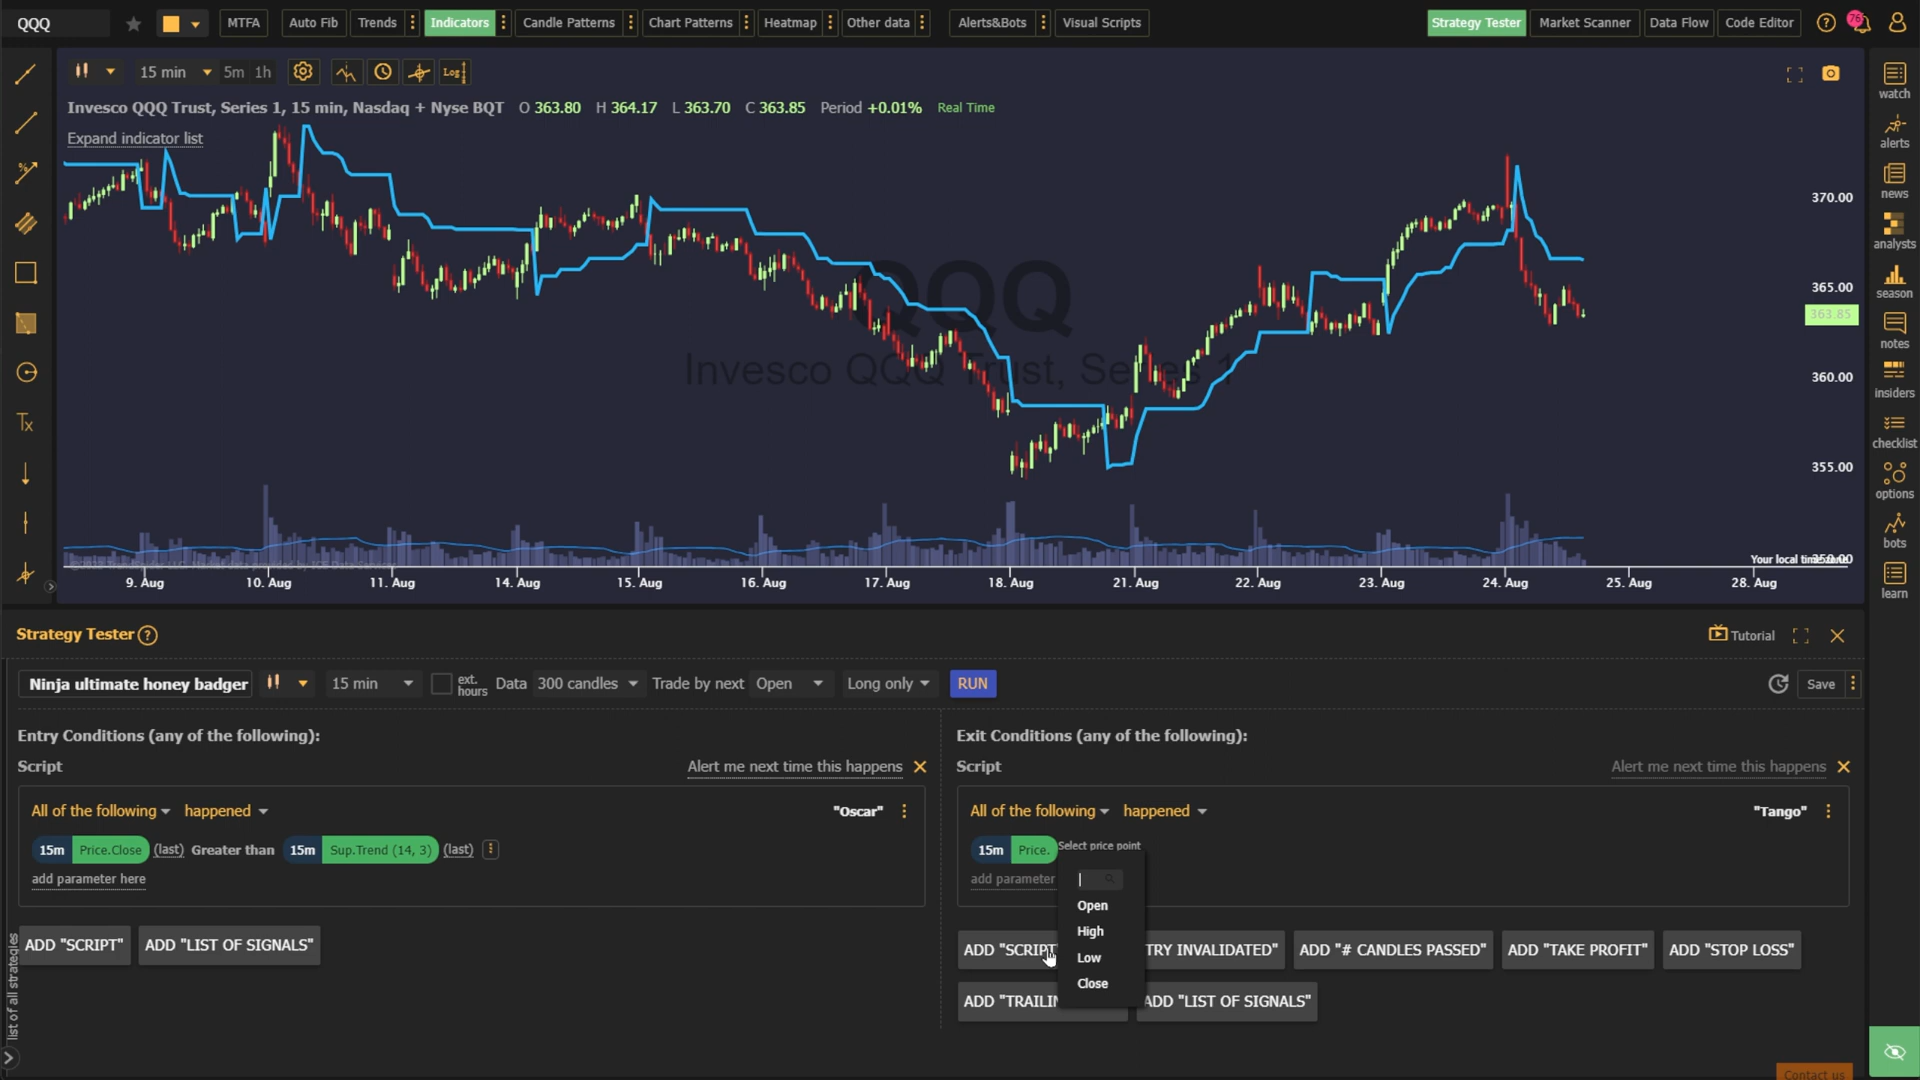 QQQ
MTFA
Auto Fib
Trends
Indicators
Candle Patterns
Chart Patterns
Heatmap
Other data
Alerts&Bots
Visual Scripts
Strategy Tester
Market Scanner
Data Flow
Code Editor
?
76
15 min
5m 1h
Log
Invesco QQQ Trust, Series 1, 15 min, Nasdaq + Nyse BQT O 363.80 H 364.17 L 363.70 C 363.85 Period +0.01% Real Time
Expand indicator list
QQQ
Invesco QQQ Trust, Series 1
370.00
365.00
363.85
360.00
355.00
350.00
9. Aug
10. Aug
11. Aug
14. Aug
15. Aug
16. Aug
17. Aug
18. Aug
21. Aug
22. Aug
23. Aug
24. Aug
25. Aug
28. Aug
%
Tx
watch
alerts
news
analysts
season
notes
insiders
checklist
options
bots
learn
Strategy Tester ?
Tutorial
Ninja ultimate honey badger
15 min
ext. hours
Data 300 candles
Trade by next Open
Long only
RUN
Save
Entry Conditions (any of the following):
Script
Alert me next time this happens
All of the following happened
"Oscar"
15m Price.Close (last) Greater than 15m Sup.Trend (14, 3) (last)
add parameter here
ADD "SCRIPT"
ADD "LIST OF SIGNALS"
list of all strategies
Exit Conditions (any of the following):
Script
Alert me next time this happens
All of the following happened
"Tango"
15m Price.
Select price point
add parameter
Open
High
Low
Close
ADD "SCRIPT
TRY INVALIDATED"
ADD "# CANDLES PASSED"
ADD "TAKE PROFIT"
ADD "STOP LOSS"
ADD "TRAILIN
ADD "LIST OF SIGNALS"
Contact us